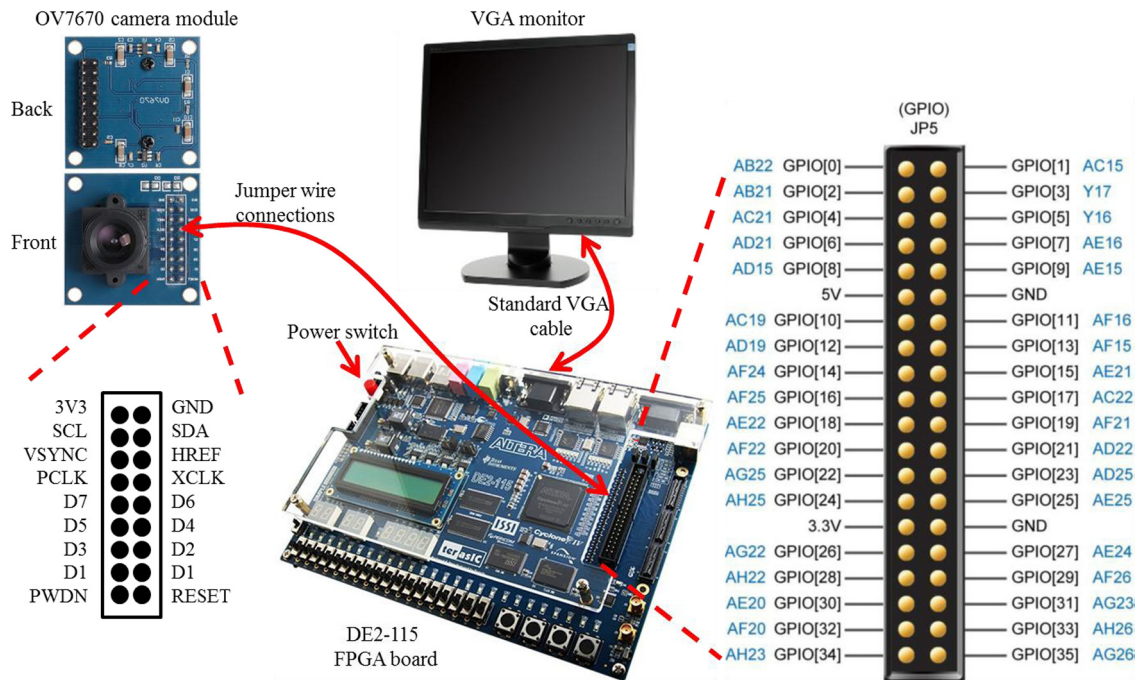 OV7670 camera module
VGA monitor
Back
OV7670
Front
Jumper wire
connections
Standard VGA
cable
Power switch
3V3 GND
SCL SDA
VSYNC HREF
PCLK XCLK
D7 D6
D5 D4
D3 D2
D1 D1
PWDN RESET
ALTERA
DE2-115
ISSI
Cyclone IV
terasIC
DE2-115
FPGA board
(GPIO)
JP5
AB22 GPIO[0] GPIO[1] AC15
AB21 GPIO[2] GPIO[3] Y17
AC21 GPIO[4] GPIO[5] Y16
AD21 GPIO[6] GPIO[7] AE16
AD15 GPIO[8] GPIO[9] AE15
5V GND
AC19 GPIO[10] GPIO[11] AF16
AD19 GPIO[12] GPIO[13] AF15
AF24 GPIO[14] GPIO[15] AE21
AF25 GPIO[16] GPIO[17] AC22
AE22 GPIO[18] GPIO[19] AF21
AF22 GPIO[20] GPIO[21] AD22
AG25 GPIO[22] GPIO[23] AD25
AH25 GPIO[24] GPIO[25] AE25
3.3V GND
AG22 GPIO[26] GPIO[27] AE24
AH22 GPIO[28] GPIO[29] AF26
AE20 GPIO[30] GPIO[31] AG23
AF20 GPIO[32] GPIO[33] AH26
AH23 GPIO[34] GPIO[35] AG26